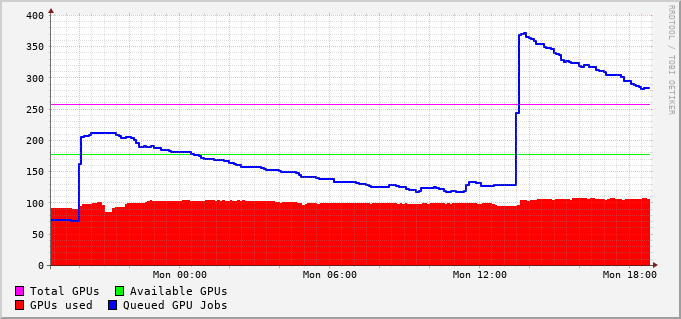 400
350
300
250
200
150
100
50
0
Mon 00:00 Mon 06:00 Mon 12:00 Mon 18:00
Total GPUs Available GPUs
GPUs used Queued GPU Jobs
RRDTOOL / TOBI OETIKER